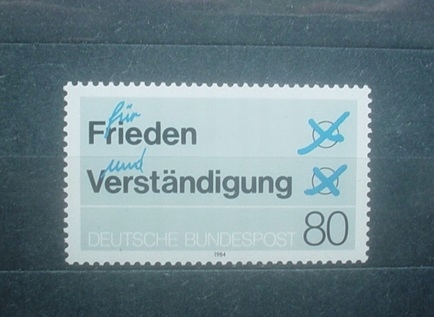 für
Frieden
und
Verständigung
DEUTSCHE BUNDESPOST 80
1984